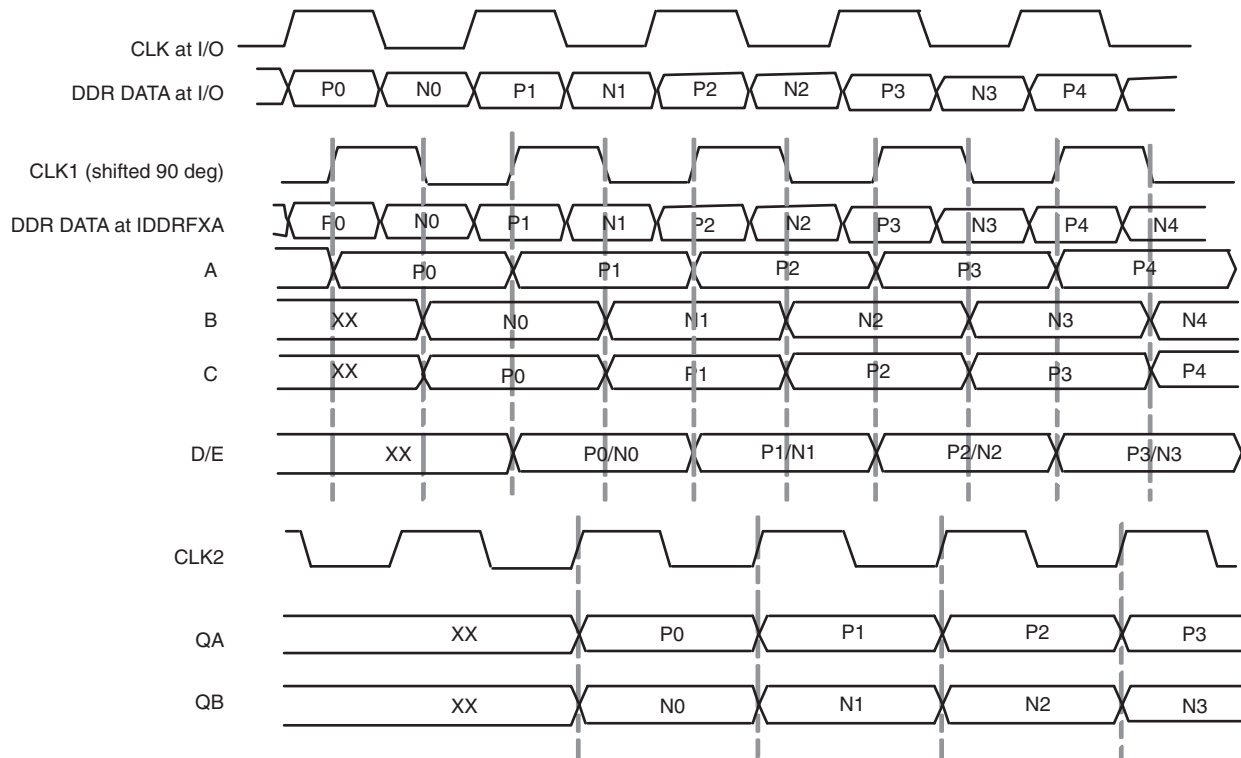 CLK at I/O
DDR DATA at I/O P0 N0 P1 N1 P2 N2 P3 N3 P4
CLK1 (shifted 90 deg)
DDR DATA at IDDRFXA P0 N0 P1 N1 P2 N2 P3 N3 P4 N4
A P0 P1 P2 P3 P4
B XX N0 N1 N2 N3 N4
C XX P0 P1 P2 P3 P4
D/E XX P0/N0 P1/N1 P2/N2 P3/N3
CLK2
QA XX P0 P1 P2 P3
QB XX N0 N1 N2 N3